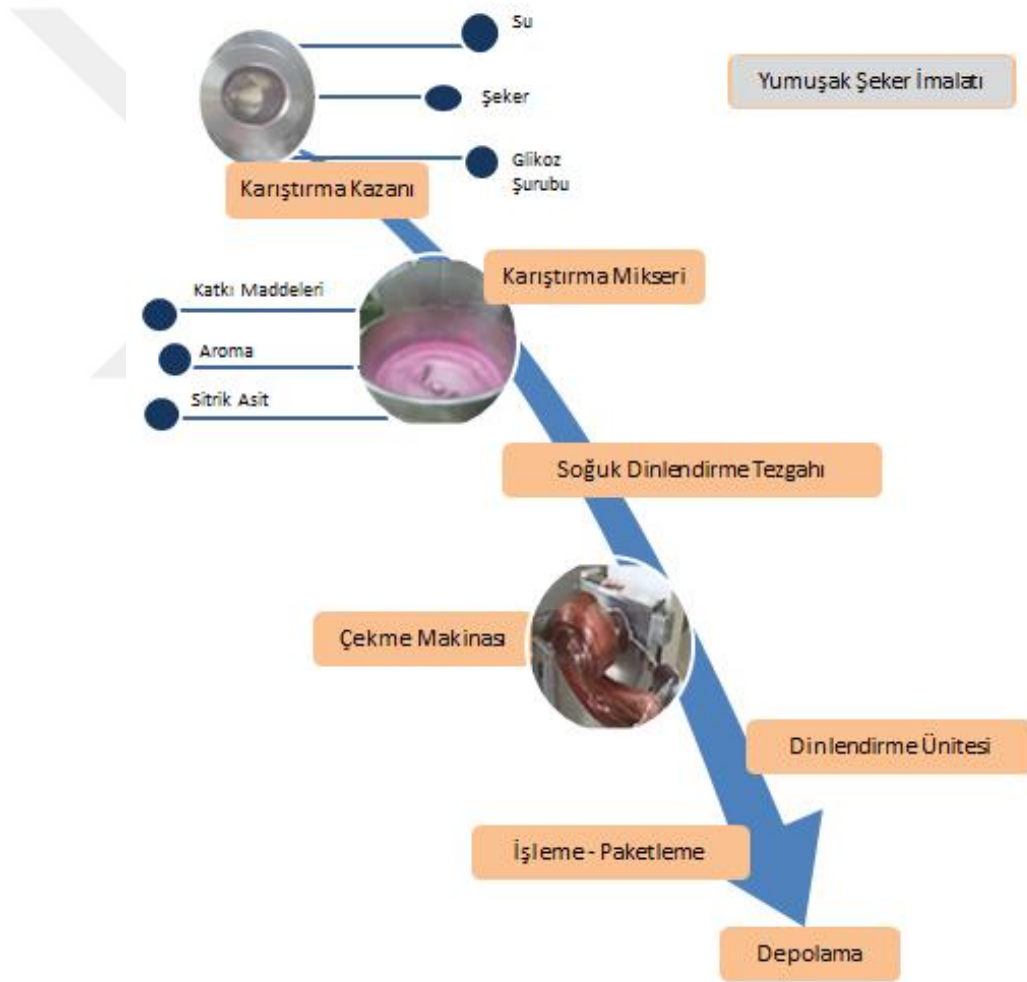 Su
Yumuşak Şeker İmalatı
Şeker
Glikoz
Şurubu
Karıştırma Kazanı
Karıştırma Mikseri
Katkı Maddeleri
Aroma
Sitrik Asit
Soğuk Dinlendirme Tezgahı
Çekme Makinası
Dinlendirme Ünitesi
İşleme - Paketleme
Depolama